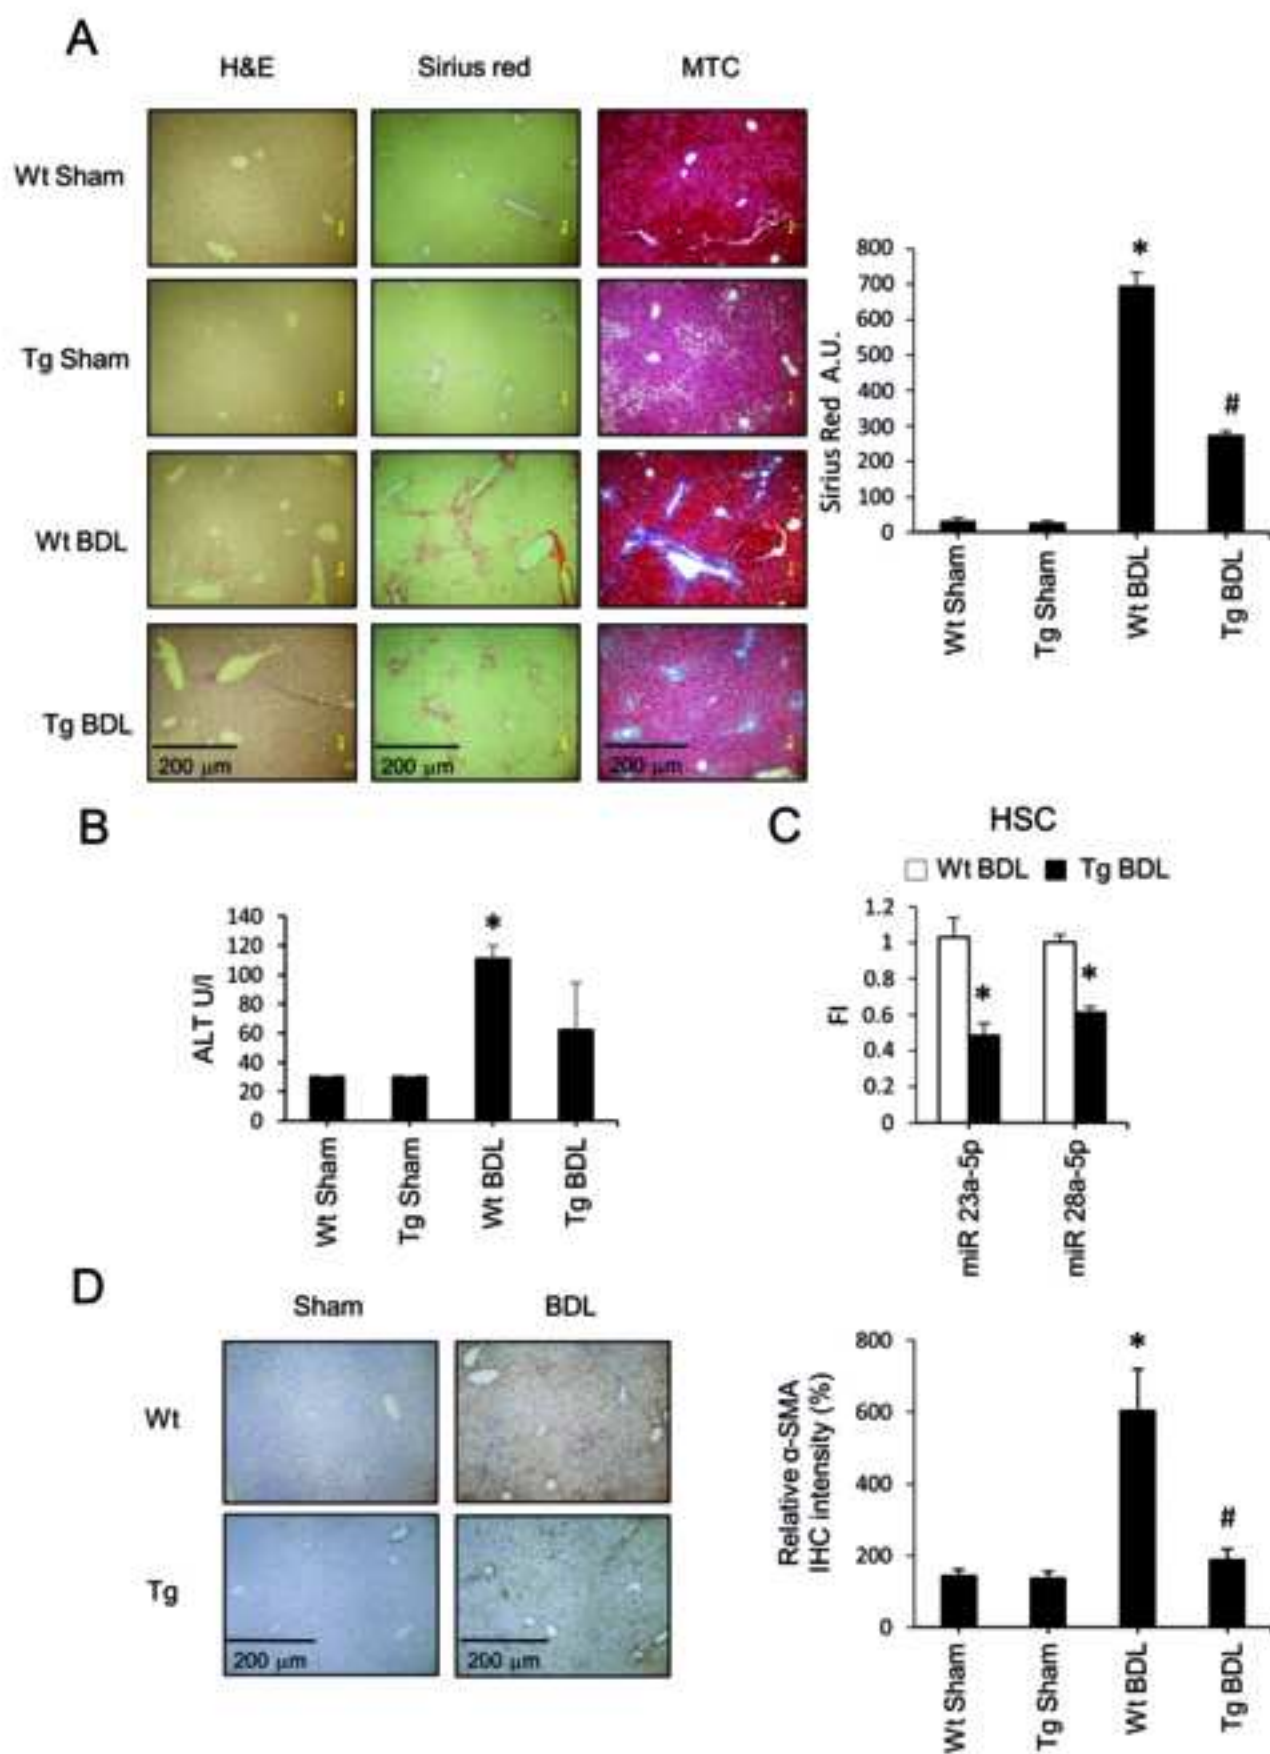 A
H&E
Sirius red
MTC
Wt Sham
Tg Sham
Wt BDL
Tg BDL
200 μm
200 μm
200 μm
Sirius Red A.U.
800
700
600
500
400
300
200
100
0
*
#
Wt Sham
Tg Sham
Wt BDL
Tg BDL
B
ALT U/l
140
120
100
80
60
40
20
0
*
Wt Sham
Tg Sham
Wt BDL
Tg BDL
C
HSC
Wt BDL
Tg BDL
FI
1.2
1
0.8
0.6
0.4
0.2
0
*
*
miR 23a-5p
miR 28a-5p
D
Sham
BDL
Wt
Tg
200 μm
200 μm
Relative α-SMA
IHC intensity (%)
800
600
400
200
0
*
#
Wt Sham
Tg Sham
Wt BDL
Tg BDL